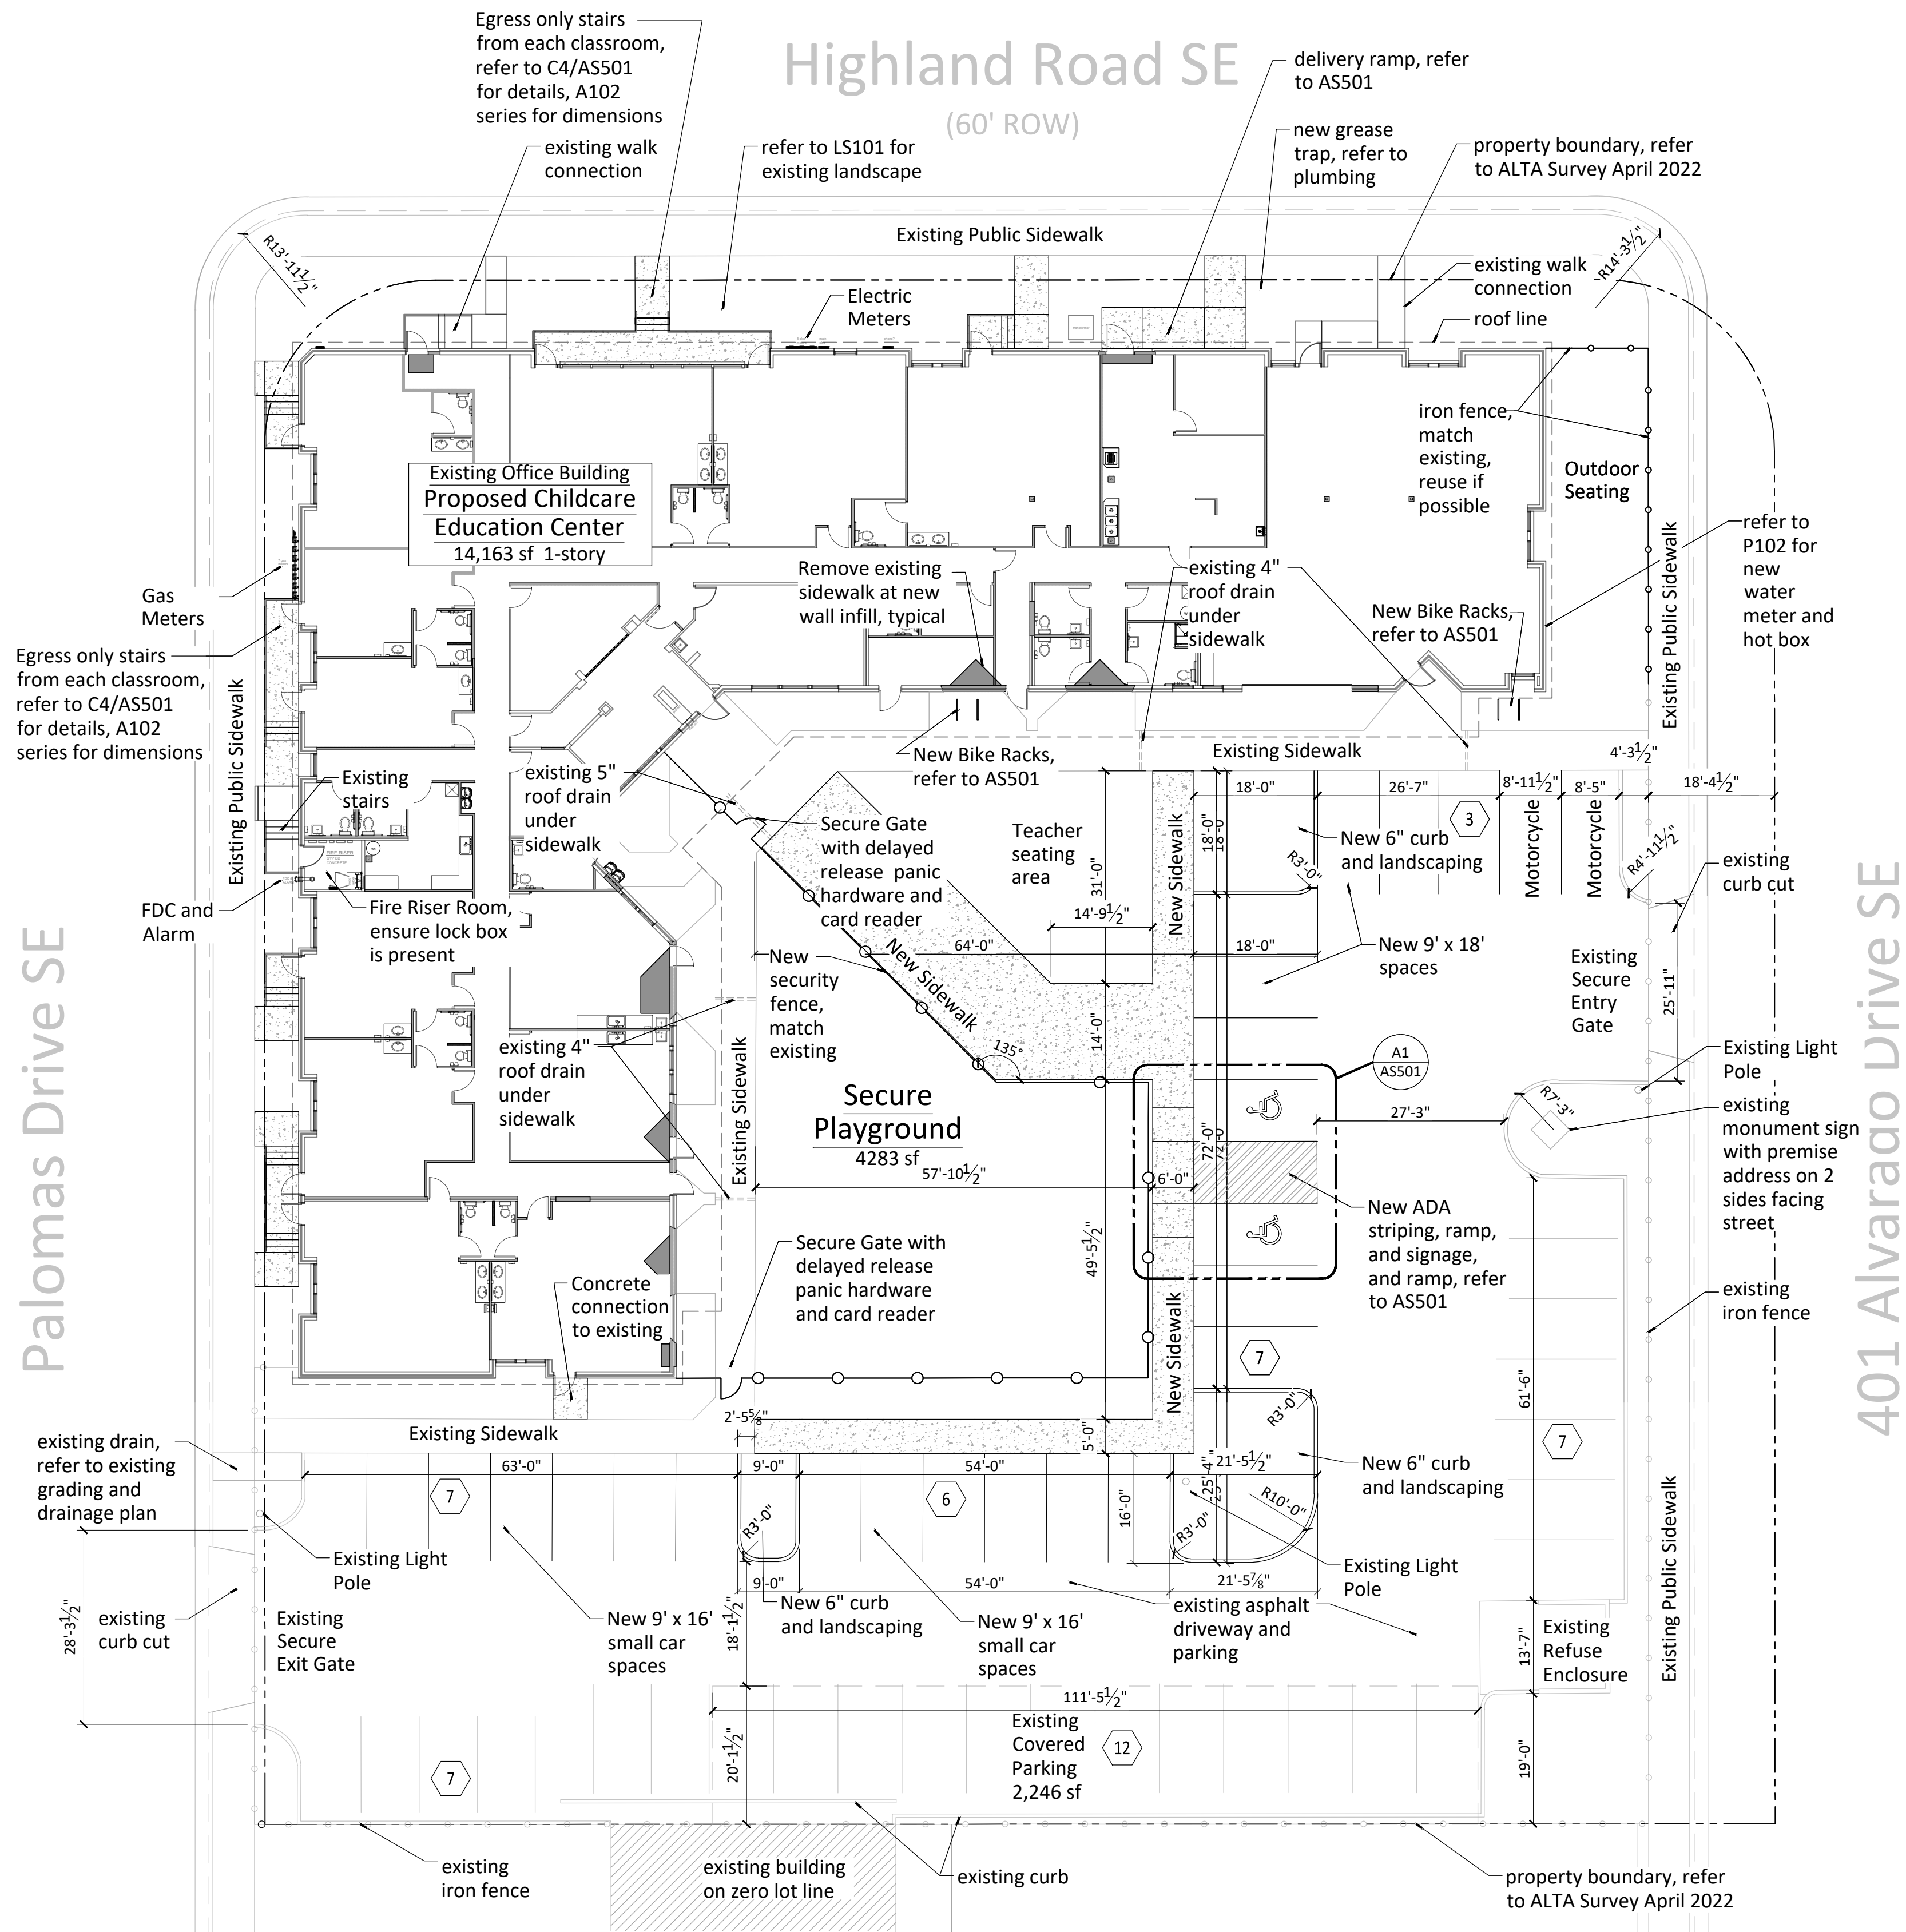 Highland Road SE
(60' ROW)
Egress only stairs
from each classroom,
refer to C4/AS501
for details, A102
series for dimensions
existing walk
connection
refer to LS101 for
existing landscape
delivery ramp, refer
to AS501
new grease
trap, refer to
plumbing
property boundary, refer
to ALTA Survey April 2022
Existing Public Sidewalk
R13'-11½"
R14'-3½"
existing walk
connection
Electric
Meters
roof line
iron fence,
match
existing,
reuse if
possible
Outdoor
Seating
Existing Office Building
Proposed Childcare
Education Center
14,163 sf 1-story
refer to
P102 for
new
water
meter and
hot box
Gas
Meters
Remove existing
sidewalk at new
wall infill, typical
existing 4"
roof drain
under
sidewalk
New Bike Racks,
refer to AS501
Egress only stairs
from each classroom,
refer to C4/AS501
for details, A102
series for dimensions
Existing Public Sidewalk
Existing Public Sidewalk
New Bike Racks,
refer to AS501
Existing Sidewalk
4'-3½"
Existing
stairs
existing 5"
roof drain
under
sidewalk
18'-0"
26'-7"
8'-11½"
8'-5"
18'-4½"
3
Motorcycle
Motorcycle
Secure Gate
with delayed
release panic
hardware and
card reader
Teacher
seating
area
31'-0"
New Sidewalk
18'-0"
18'-0"
New 6" curb
and landscaping
R3'-0"
R4'-11½"
existing
curb cut
FIRE RISER
FDC and
Alarm
Fire Riser Room,
ensure lock box
is present
14'-9½"
64'-0"
18'-0"
New 9' x 18'
spaces
New
security
fence,
match
existing
New Sidewalk
Existing
Secure
Entry
Gate
25'-11"
Palomas Drive SE
401 Alvarado Drive SE
existing 4"
roof drain
under
sidewalk
Existing Sidewalk
135°
14'-0"
A1
AS501
Existing Light
Pole
Secure
Playground
4283 sf
57'-10½"
6'-0"
72'-0"
72'-0"
27'-3"
R7'-3"
existing
monument sign
with premise
address on 2
sides facing
street
New ADA
striping, ramp,
and signage,
and ramp, refer
to AS501
Secure Gate with
delayed release
panic hardware
and card reader
49'-5½"
Concrete
connection
to existing
New Sidewalk
7
existing
iron fence
61'-6"
7
2'-5⅝"
R3'-0"
Existing Sidewalk
5'-0"
existing drain,
refer to existing
grading and
drainage plan
63'-0"
9'-0"
54'-0"
21'-5½"
25'-4"
New 6" curb
and landscaping
7
6
16'-0"
R3'-0"
R3'-0"
R10'-0"
Existing Light
Pole
Existing Light
Pole
9'-0"
54'-0"
21'-5⅞"
28'-3½"
existing
curb cut
Existing
Secure
Exit Gate
New 9' x 16'
small car
spaces
18'-1½"
New 6" curb
and landscaping
New 9' x 16'
small car
spaces
existing asphalt
driveway and
parking
13'-7"
Existing
Refuse
Enclosure
Existing Public Sidewalk
111'-5½"
Existing
Covered
Parking
2,246 sf
12
7
20'-1½"
19'-0"
existing
iron fence
existing building
on zero lot line
existing curb
property boundary, refer
to ALTA Survey April 2022